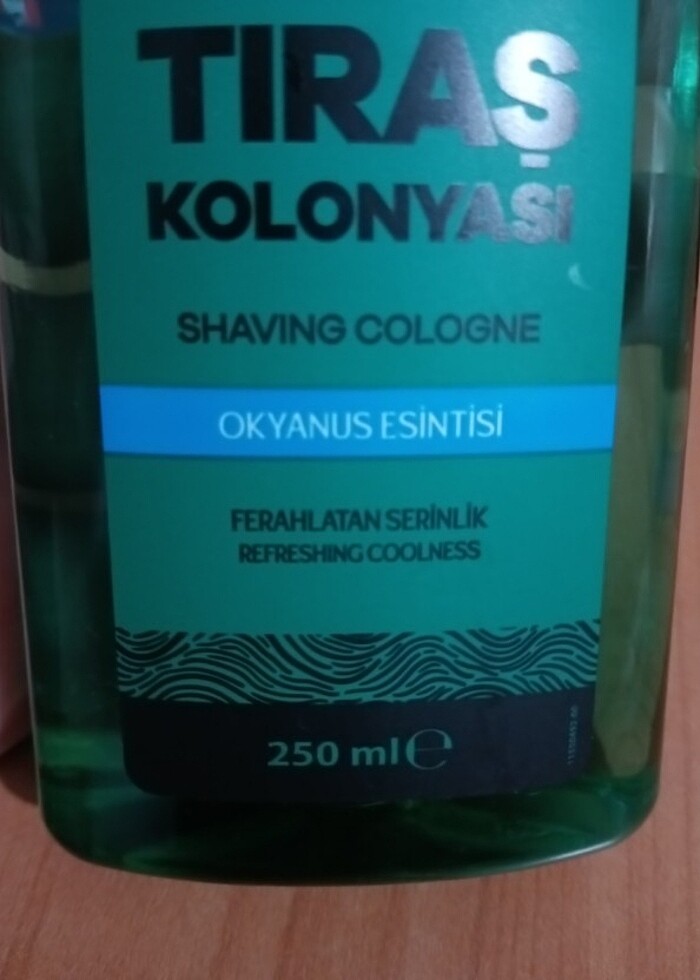 TIRAŞ
KOLONYASI
SHAVING COLOGNE
OKYANUS ESİNTİSİ
FERAHLATAN SERİNLİK
REFRESHING COOLNESS
250 ml ℮